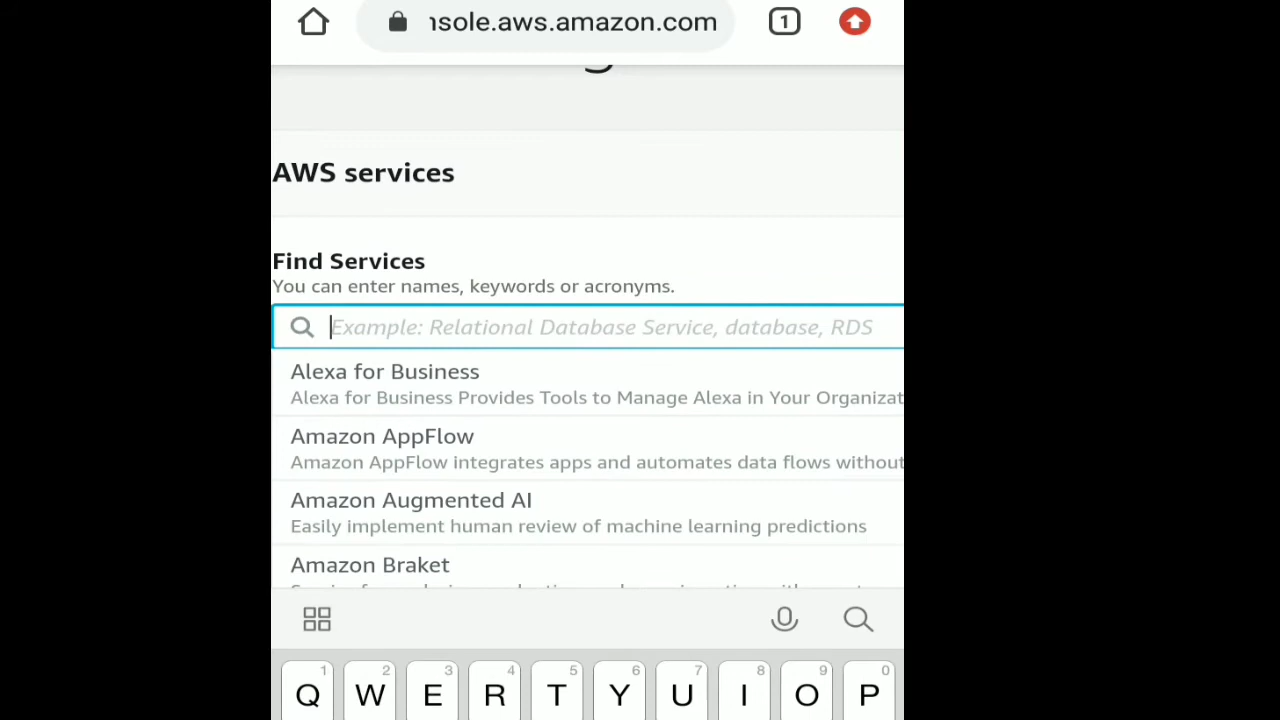 nsole.aws.amazon.com 1
AWS services
Find Services
You can enter names, keywords or acronyms.
Example: Relational Database Service, database, RDS
Alexa for Business
Alexa for Business Provides Tools to Manage Alexa in Your Organizat
Amazon AppFlow
Amazon AppFlow integrates apps and automates data flows without
Amazon Augmented AI
Easily implement human review of machine learning predictions
Amazon Braket
1 2 3 4 5 6 7 8 9 0
Q W E R T Y U I O P